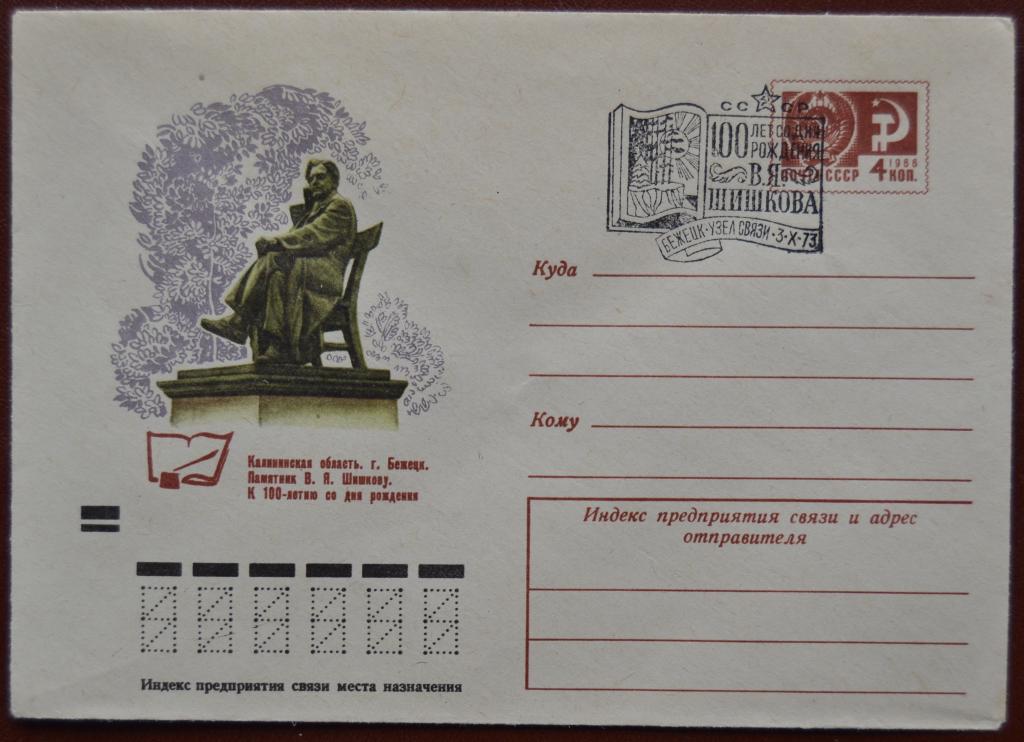 СССР
100 ЛЕТ СО ДНЯ
РОЖДЕНИЯ
В.Я.
ШИШКОВА
БЕЖЕЦК·УЗЕЛ СВЯЗИ·3·X·73
1966
ПОЧТА СССР 4 КОП.
Куда
Кому
Калининская область. г. Бежецк.
Памятник В. Я. Шишкову.
К 100-летию со дня рождения
Индекс предприятия связи и адрес
отправителя
Индекс предприятия связи места назначения